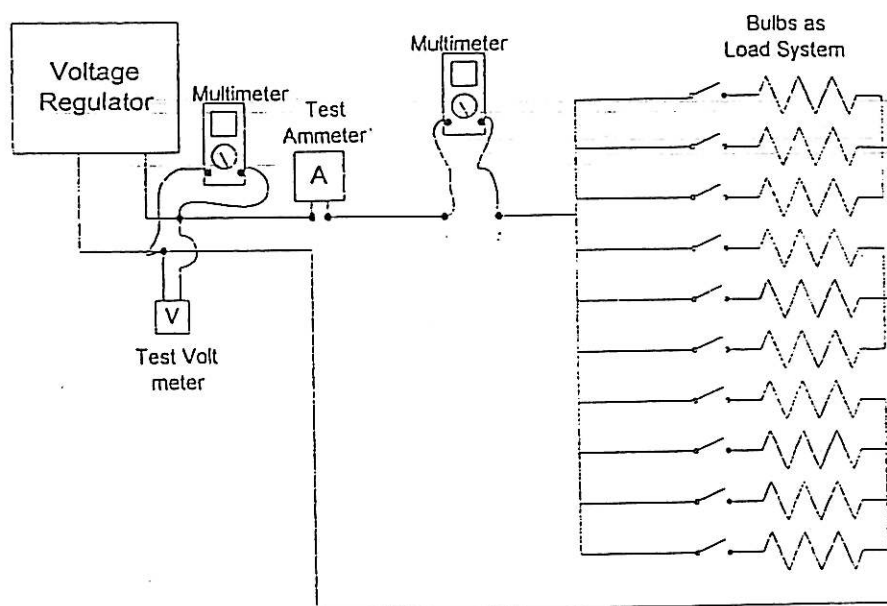 Voltage
Regulator
Multimeter
Test
Ammeter
A
Multimeter
Bulbs as
Load System
V
Test Volt
meter